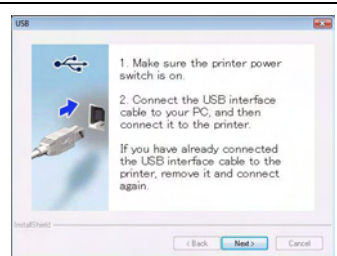 USB
1. Make sure the printer power
switch is on.
2. Connect the USB interface
cable to your PC, and then
connect it to the printer.
If you have already connected
the USB interface cable to the
printer, remove it and connect
again.
InstallShield
< Back
Next >
Cancel